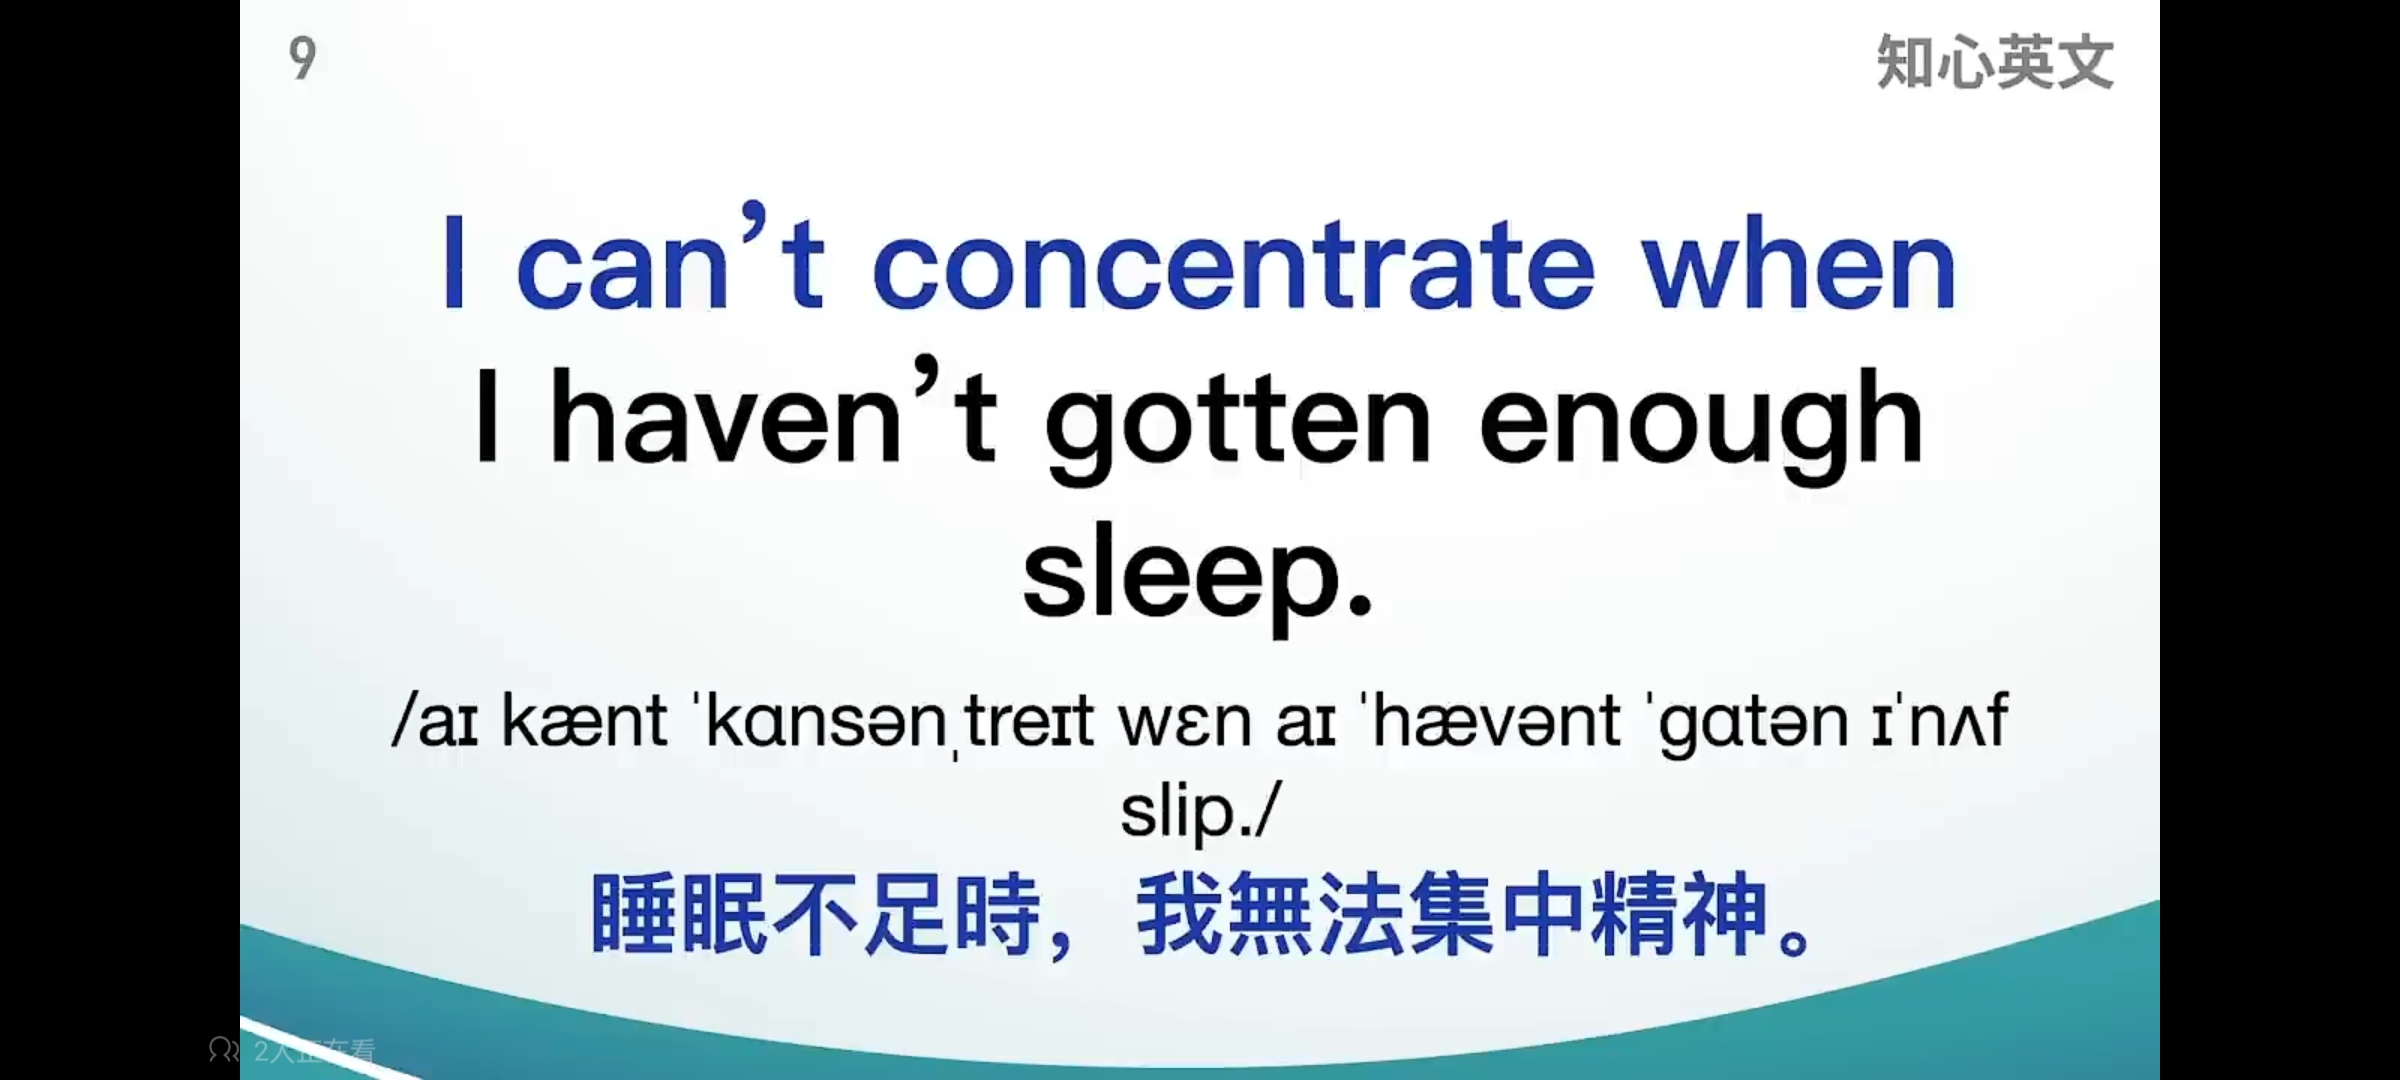 9
知心英文
I can’t concentrate when
I haven’t gotten enough
sleep.
/aɪ kænt ˈkɑnsənˌtreɪt wɛn aɪ ˈhævənt ˈɡɑtən ɪˈnʌf
slip./
睡眠不足時，我無法集中精神。
2人正在看